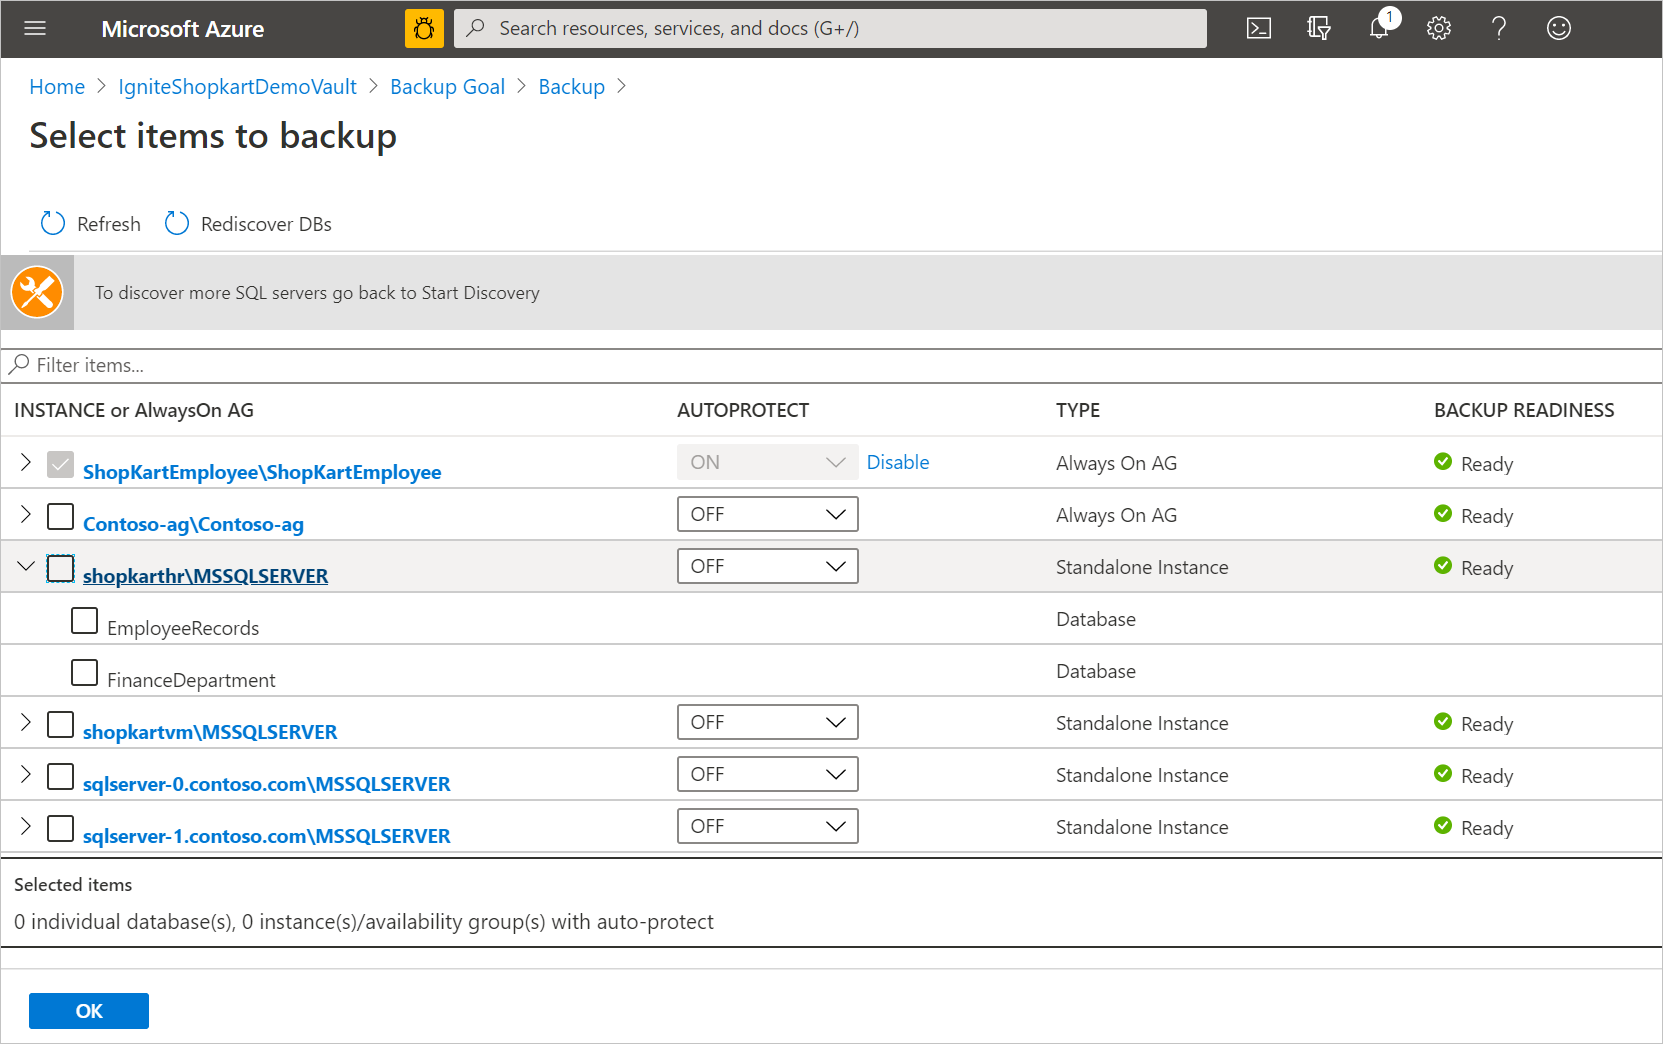 Microsoft Azure
Search resources, services, and docs (G+/)
1
Home > IgniteShopkartDemoVault > Backup Goal > Backup >
Select items to backup
Refresh Rediscover DBs
To discover more SQL servers go back to Start Discovery
Filter items...
INSTANCE or AlwaysOn AG AUTOPROTECT TYPE BACKUP READINESS
ShopKartEmployee\ShopKartEmployee ON Disable Always On AG Ready
Contoso-ag\Contoso-ag OFF Always On AG Ready
shopkarthr\MSSQLSERVER OFF Standalone Instance Ready
EmployeeRecords Database
FinanceDepartment Database
shopkartvm\MSSQLSERVER OFF Standalone Instance Ready
sqlserver-0.contoso.com\MSSQLSERVER OFF Standalone Instance Ready
sqlserver-1.contoso.com\MSSQLSERVER OFF Standalone Instance Ready
Selected items
0 individual database(s), 0 instance(s)/availability group(s) with auto-protect
OK